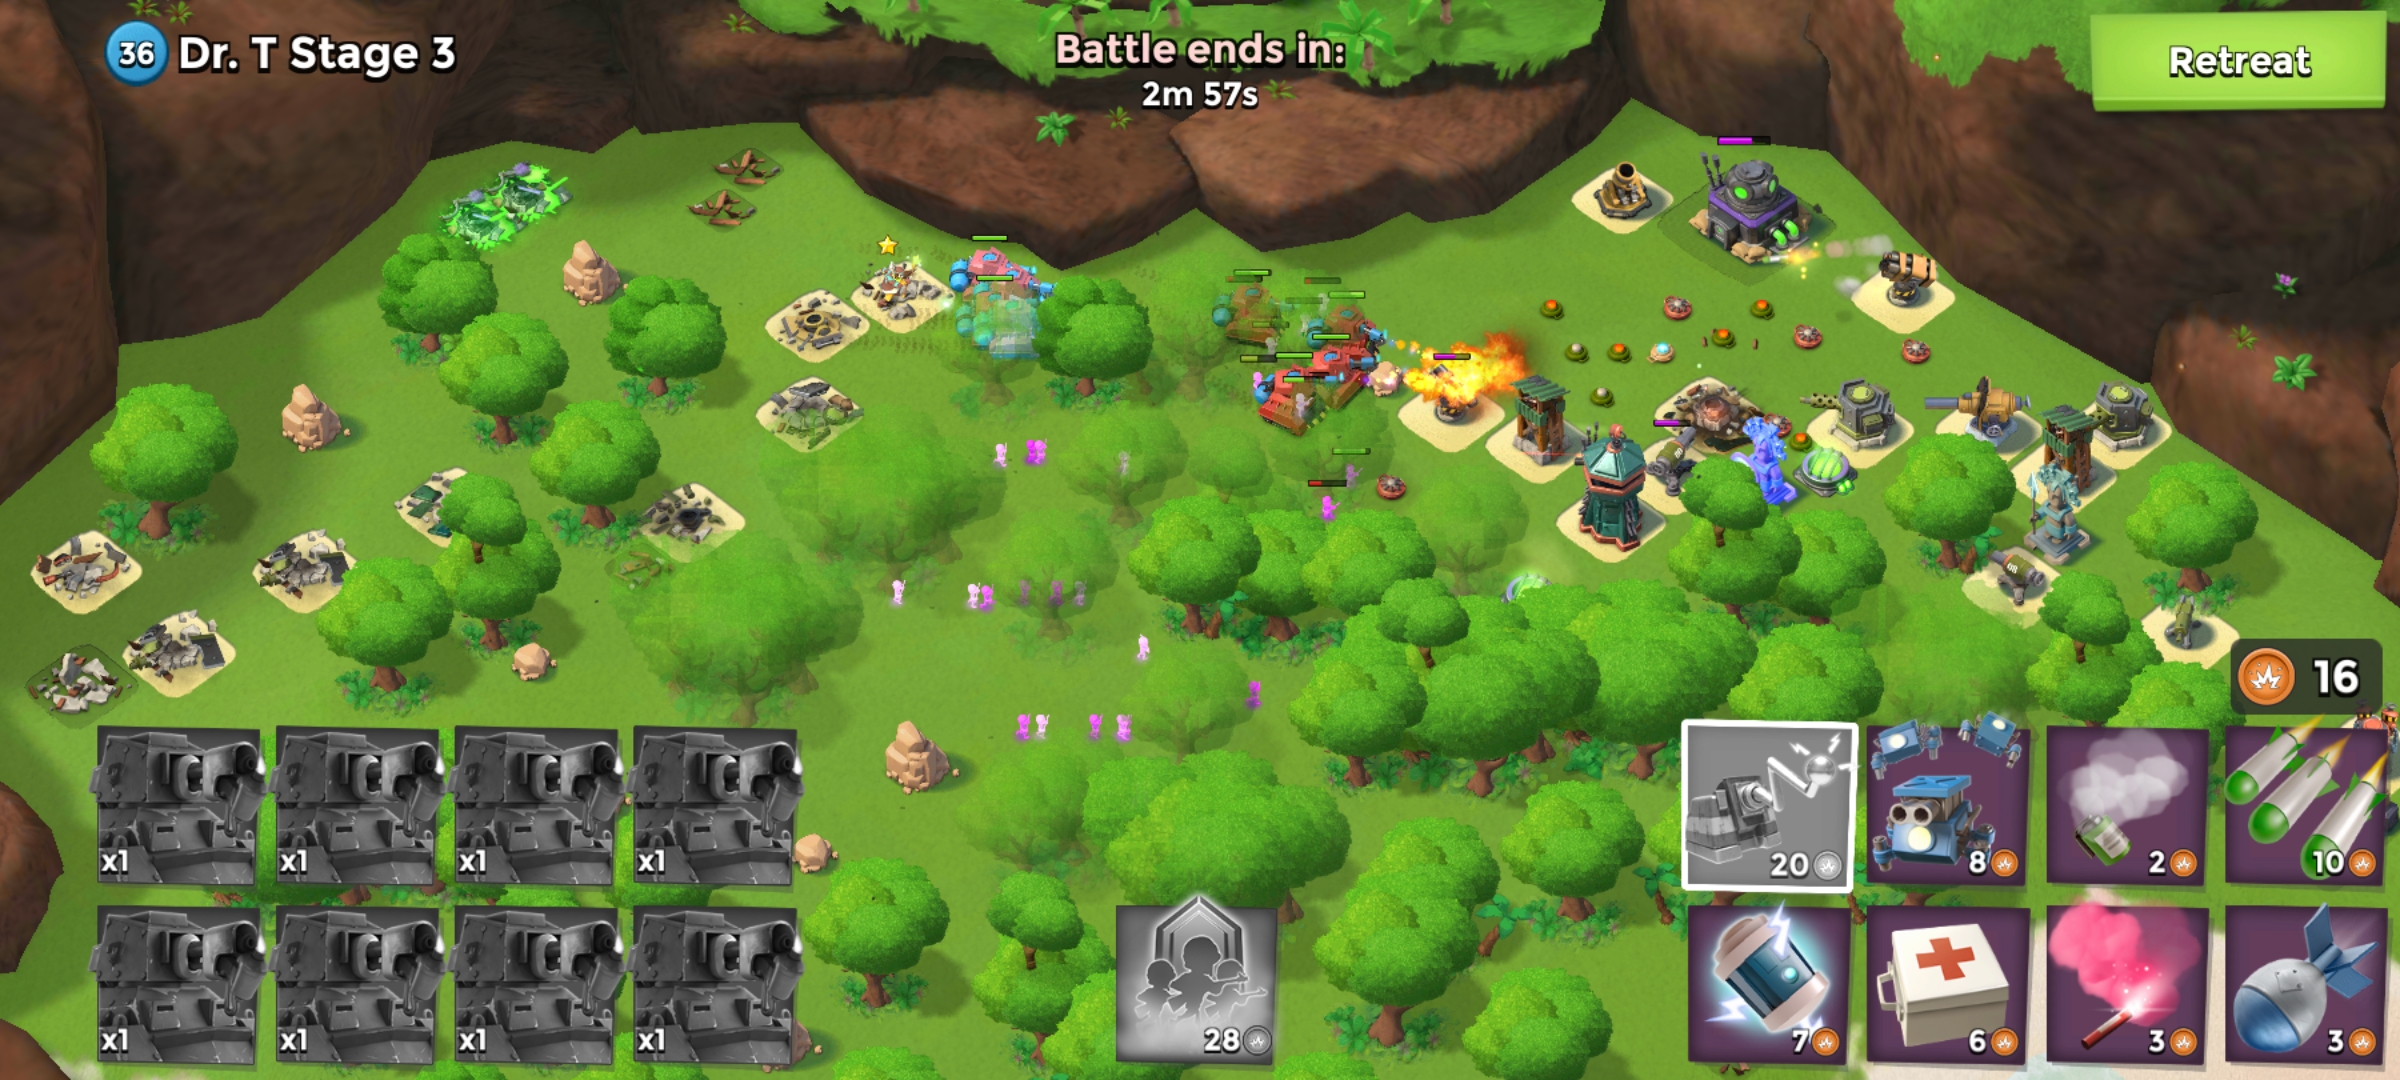 36 Dr. T Stage 3
Battle ends in:
2m 57s
Retreat
16
x1 x1 x1 x1
20 8 2 10
x1 x1 x1 x1
28
7 6 3 3